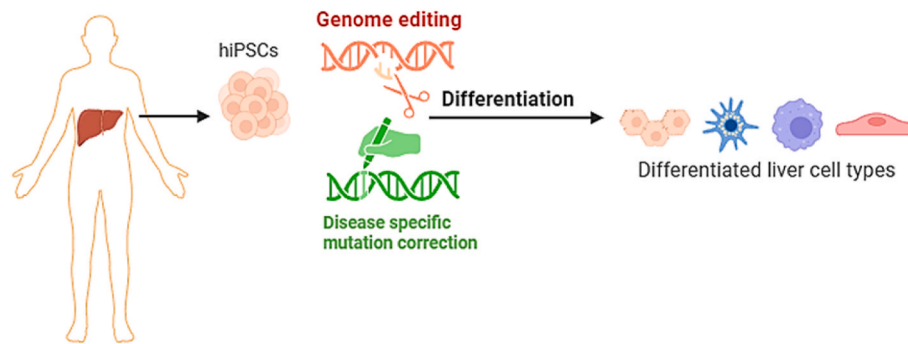 Genome editing
hiPSCs
Differentiation
Differentiated liver cell types
Disease specific
mutation correction